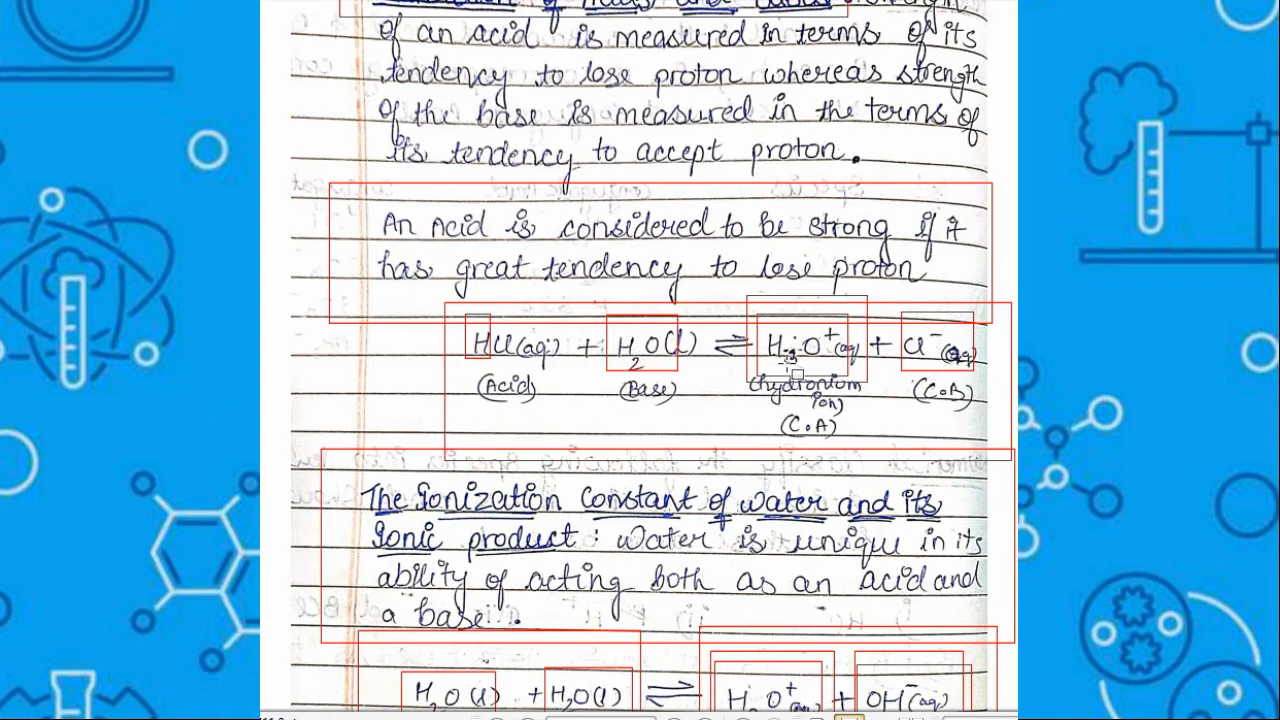 of an acid is measured in terms of its
tendency to lose proton whereas strength
of the base is measured in the terms of
its tendency to accept proton.
An Acid is considered to be strong if it
has great tendency to lose proton
HCl(aq) + H2O(l) ⇌ H3O+(aq) + Cl-(aq)
(Acid) (Base) (hydronium ion) (C.A) (C.B)
The Ionization Constant of water and its
Ionic product: Water is unique in its
ability of acting both as an acid and
a base.
H2O(l) + H2O(l) ⇌ H3O+(aq) + OH-(aq)